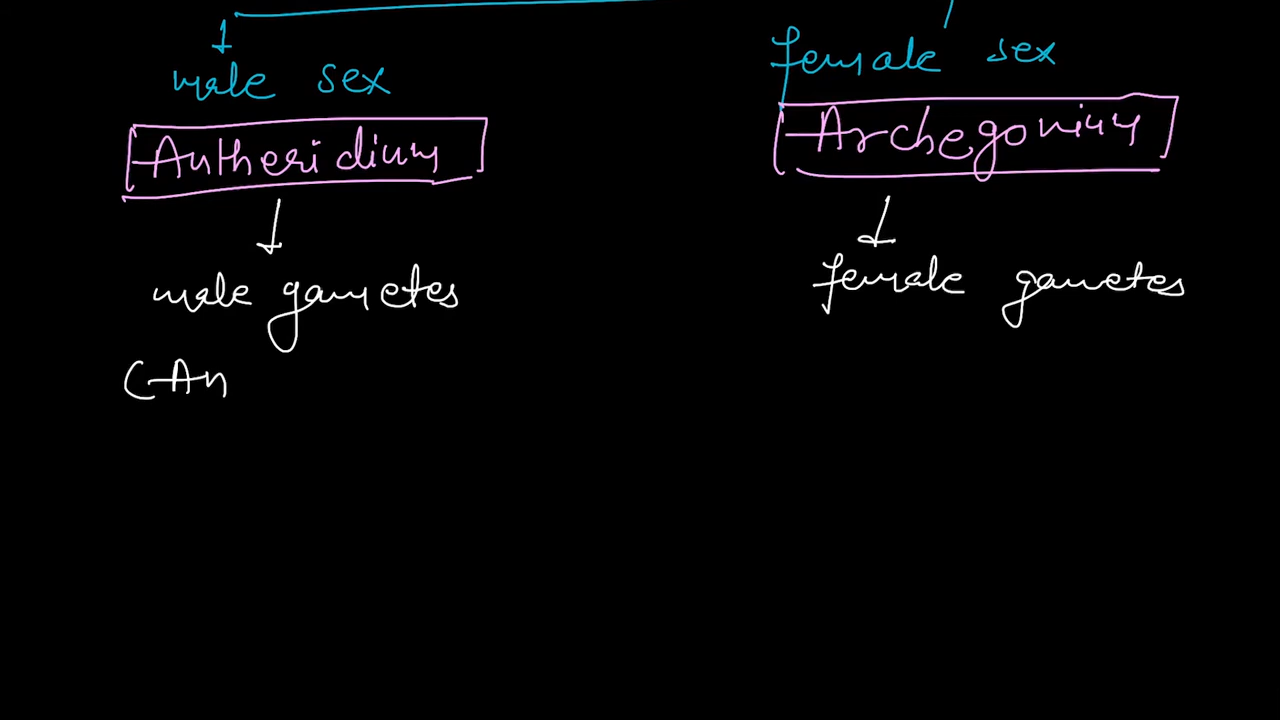 male sex
female sex
Antheridium
Archegonium
male gametes
female gametes
(An